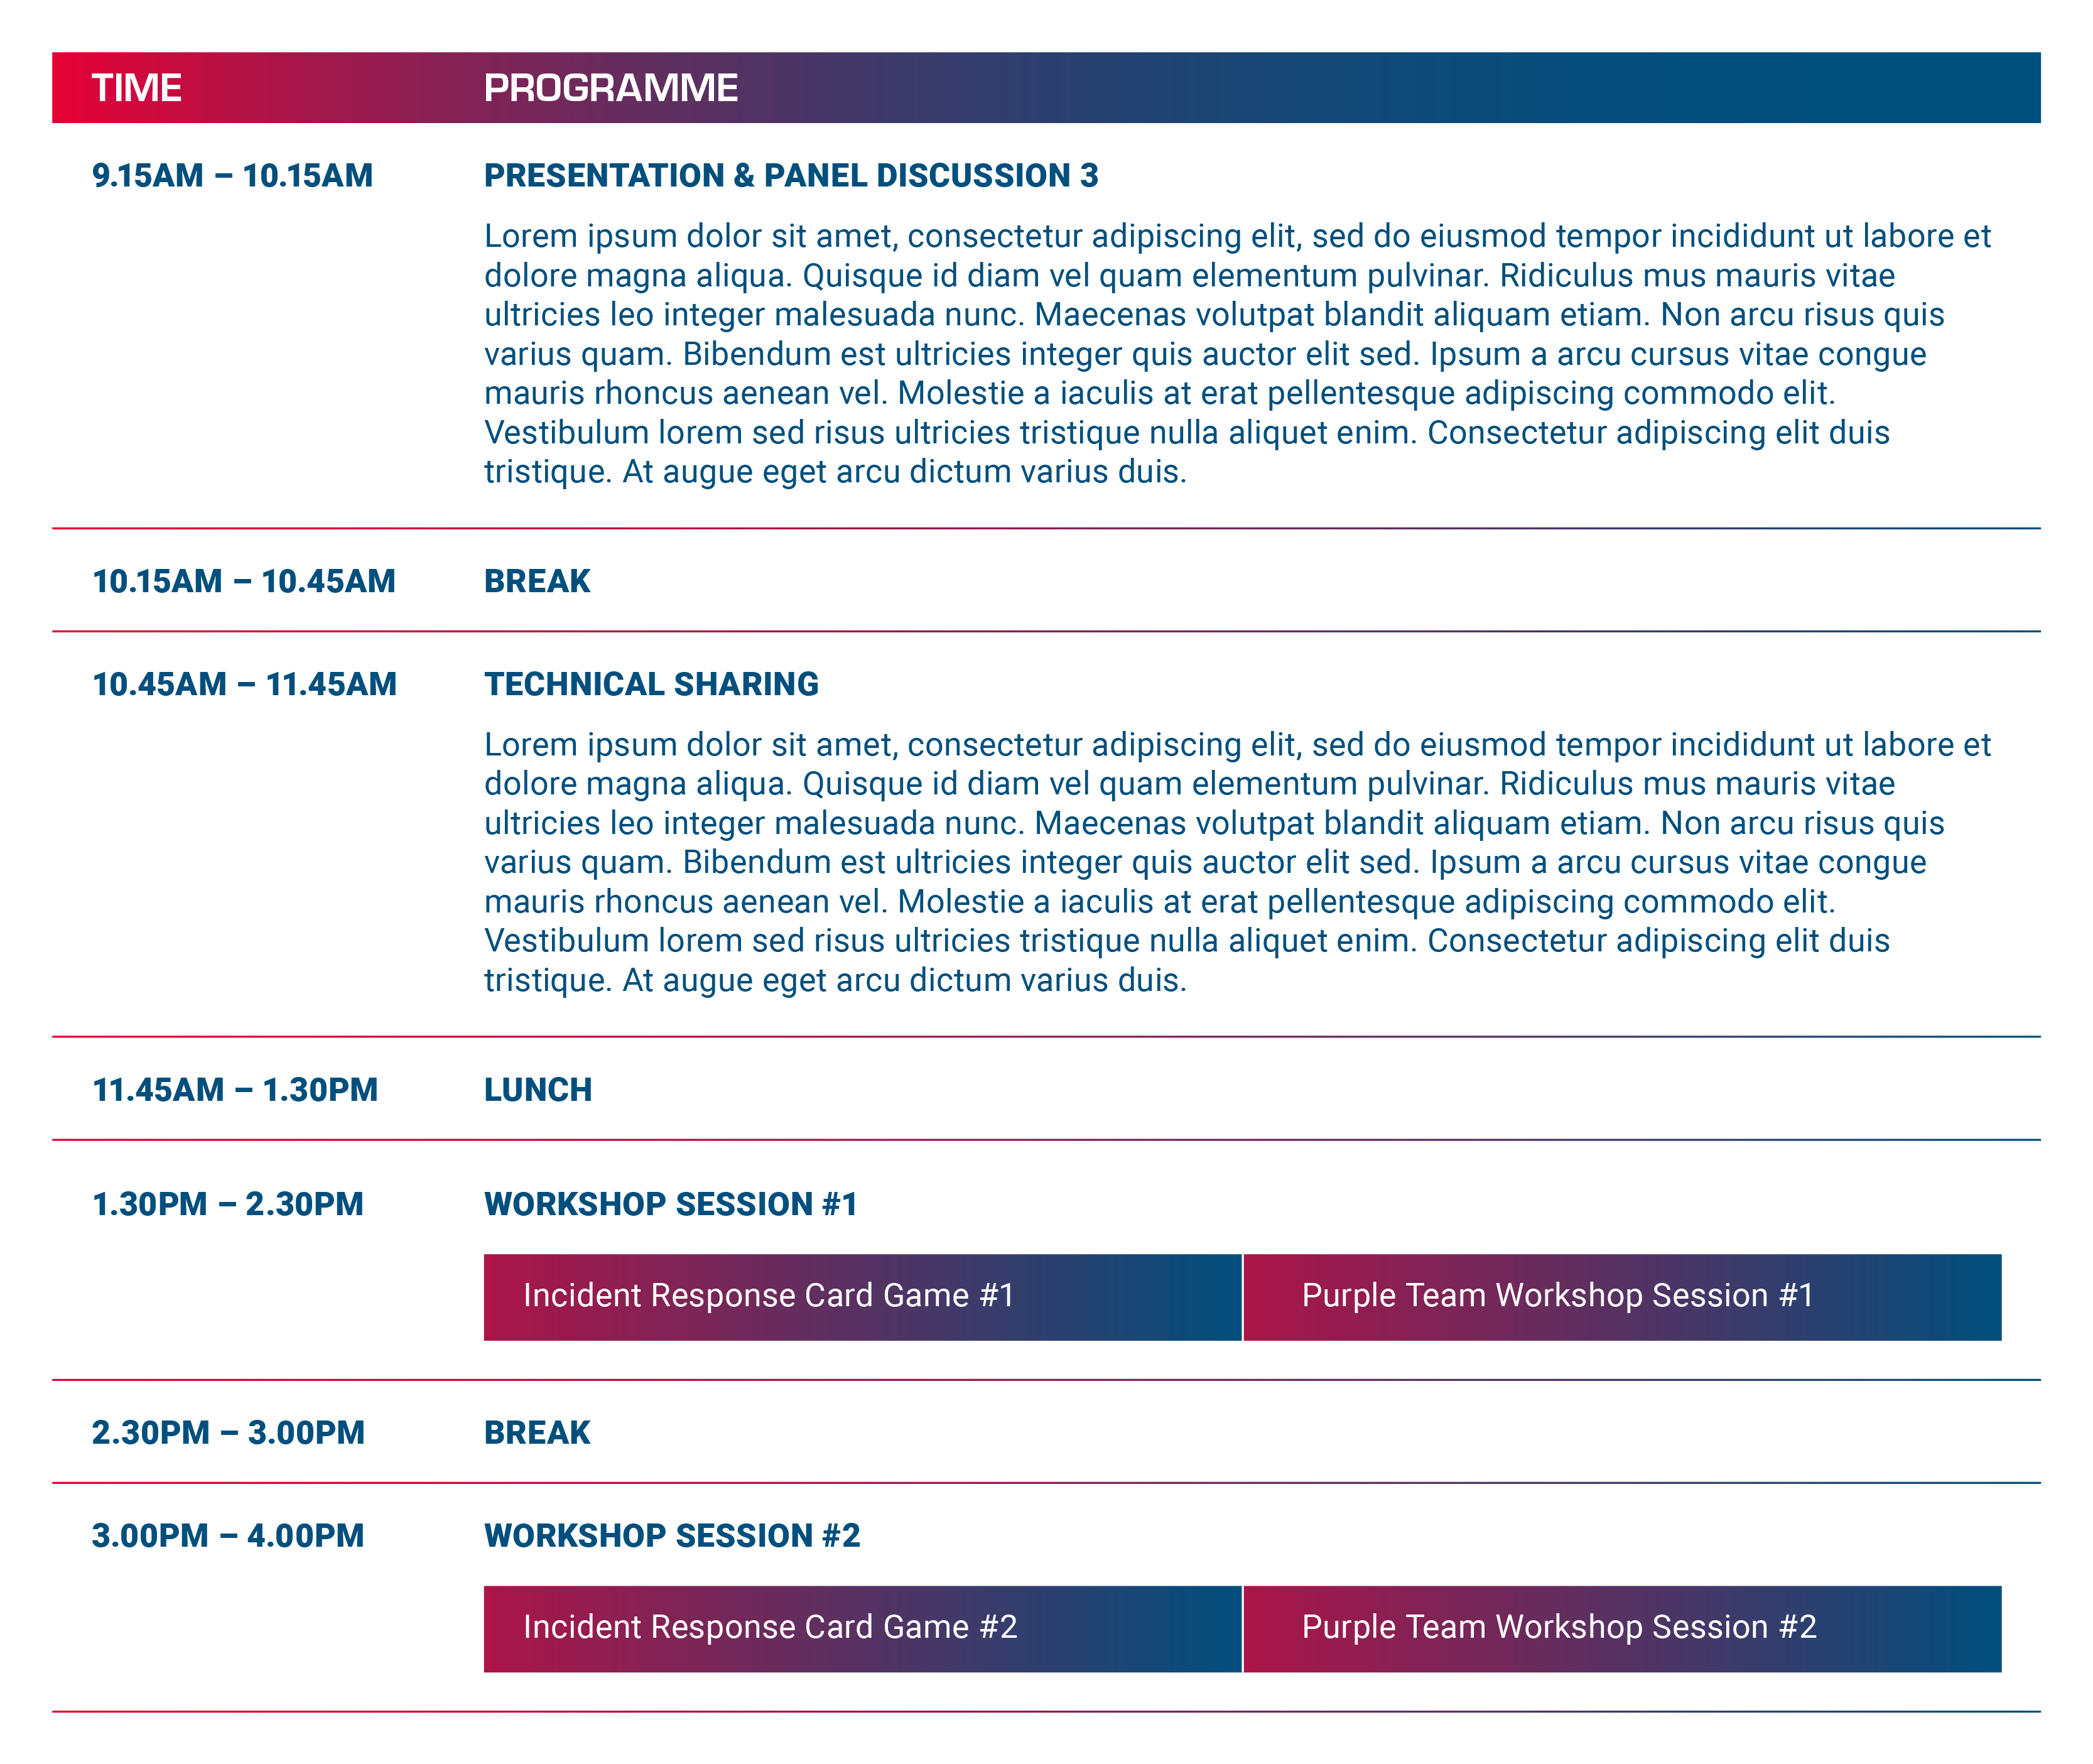 TIME PROGRAMME
9.15AM – 10.15AM PRESENTATION & PANEL DISCUSSION 3
Lorem ipsum dolor sit amet, consectetur adipiscing elit, sed do eiusmod tempor incididunt ut labore et
dolore magna aliqua. Quisque id diam vel quam elementum pulvinar. Ridiculus mus mauris vitae
ultricies leo integer malesuada nunc. Maecenas volutpat blandit aliquam etiam. Non arcu risus quis
varius quam. Bibendum est ultricies integer quis auctor elit sed. Ipsum a arcu cursus vitae congue
mauris rhoncus aenean vel. Molestie a iaculis at erat pellentesque adipiscing commodo elit.
Vestibulum lorem sed risus ultricies tristique nulla aliquet enim. Consectetur adipiscing elit duis
tristique. At augue eget arcu dictum varius duis.
10.15AM – 10.45AM BREAK
10.45AM – 11.45AM TECHNICAL SHARING
Lorem ipsum dolor sit amet, consectetur adipiscing elit, sed do eiusmod tempor incididunt ut labore et
dolore magna aliqua. Quisque id diam vel quam elementum pulvinar. Ridiculus mus mauris vitae
ultricies leo integer malesuada nunc. Maecenas volutpat blandit aliquam etiam. Non arcu risus quis
varius quam. Bibendum est ultricies integer quis auctor elit sed. Ipsum a arcu cursus vitae congue
mauris rhoncus aenean vel. Molestie a iaculis at erat pellentesque adipiscing commodo elit.
Vestibulum lorem sed risus ultricies tristique nulla aliquet enim. Consectetur adipiscing elit duis
tristique. At augue eget arcu dictum varius duis.
11.45AM – 1.30PM LUNCH
1.30PM – 2.30PM WORKSHOP SESSION #1
Incident Response Card Game #1 Purple Team Workshop Session #1
2.30PM – 3.00PM BREAK
3.00PM – 4.00PM WORKSHOP SESSION #2
Incident Response Card Game #2 Purple Team Workshop Session #2